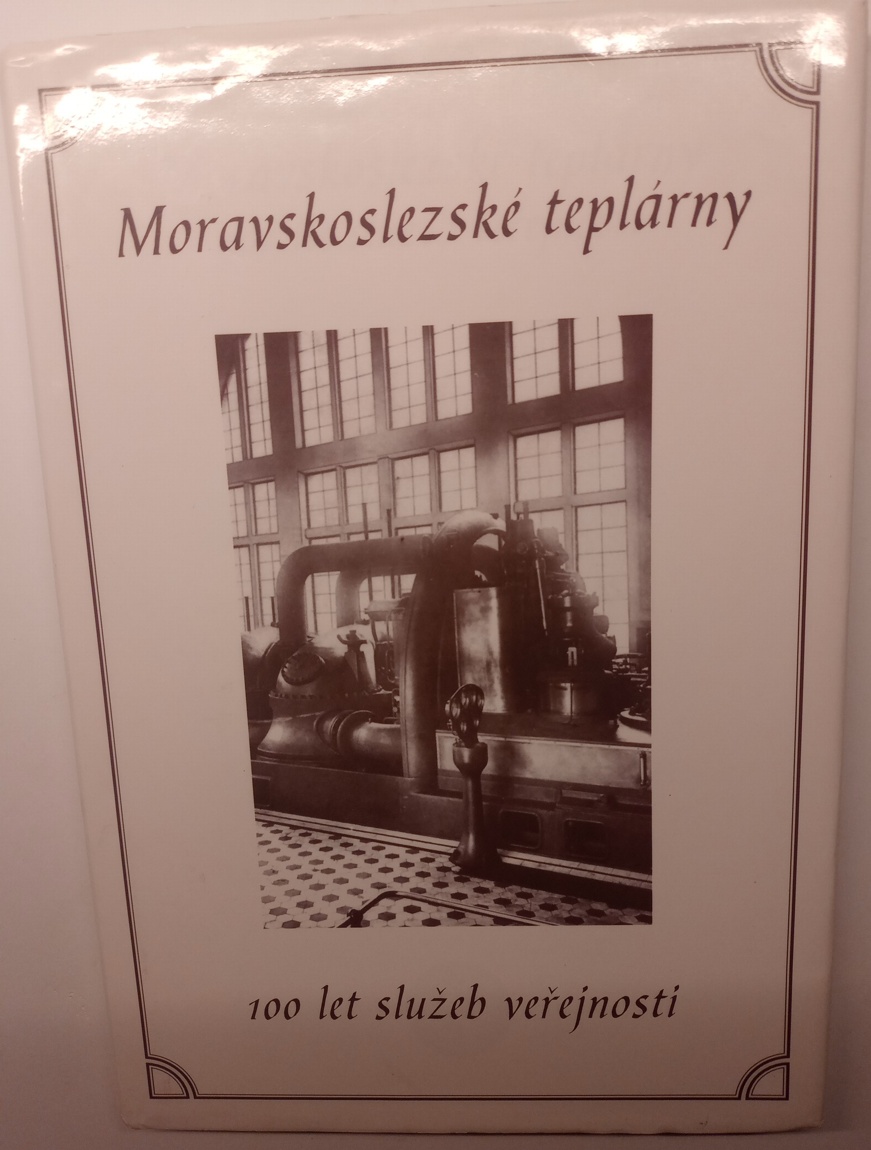 Moravskoslezské teplárny
100 let služeb veřejnosti